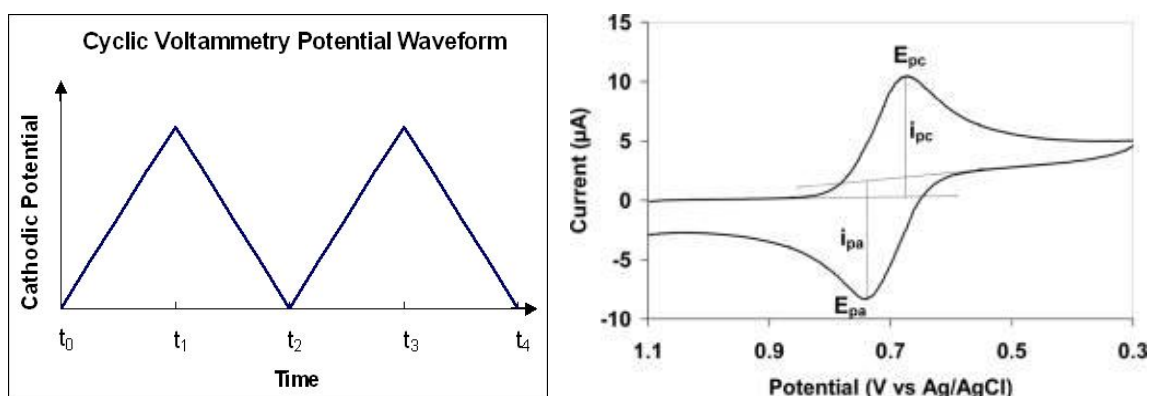 Cyclic Voltammetry Potential Waveform
Cathodic Potential
t0
t1
t2
t3
t4
Time
15
10
5
0
-5
-10
Current (µA)
Epc
ipc
ipa
Epa
1.1
0.9
0.7
0.5
0.3
Potential (V vs Ag/AgCl)